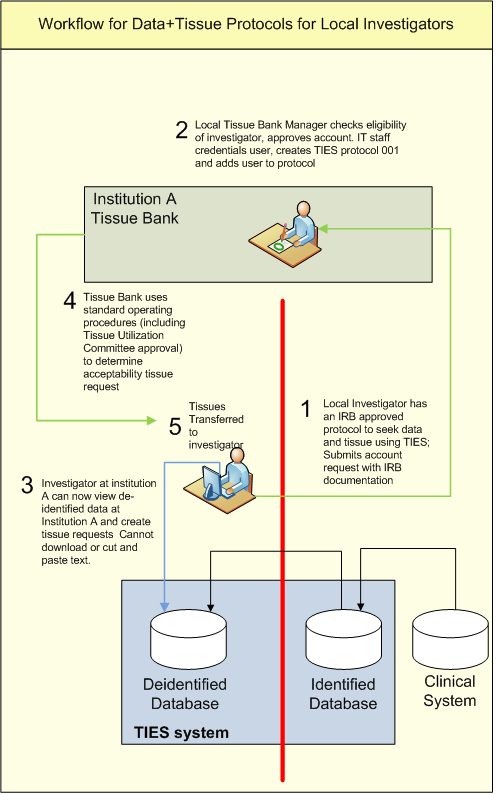 Workflow for Data+Tissue Protocols for Local Investigators
2
Local Tissue Bank Manager checks eligibility
of investigator, approves account. IT staff
credentials user, creates TIES protocol 001
and adds user to protocol
Institution A
Tissue Bank
4
Tissue Bank uses
standard operating
procedures (including
Tissue Utilization
Committee approval)
to determine
acceptability tissue
request
5
Tissues
Transferred
to
investigator
1
Local Investigator has
an IRB approved
protocol to seek data
and tissue using TIES;
Submits account
request with IRB
documentation
3
Investigator at institution
A can now view de-
identified data at
Institution A and create
tissue requests Cannot
download or cut and
paste text.
Deidentified
Database
Identified
Database
Clinical
System
TIES system